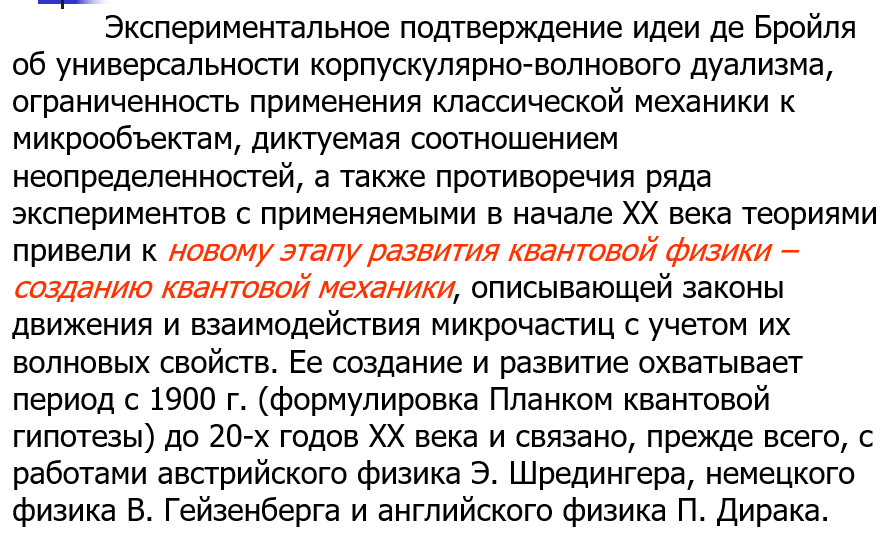 Экспериментальное подтверждение идеи де Бройля
об универсальности корпускулярно-волнового дуализма,
ограниченность применения классической механики к
микрообъектам, диктуемая соотношением
неопределенностей, а также противоречия ряда
экспериментов с применяемыми в начале XX века теориями
привели к новому этапу развития квантовой физики –
созданию квантовой механики, описывающей законы
движения и взаимодействия микрочастиц с учетом их
волновых свойств. Ее создание и развитие охватывает
период с 1900 г. (формулировка Планком квантовой
гипотезы) до 20-х годов XX века и связано, прежде всего, с
работами австрийского физика Э. Шредингера, немецкого
физика В. Гейзенберга и английского физика П. Дирака.